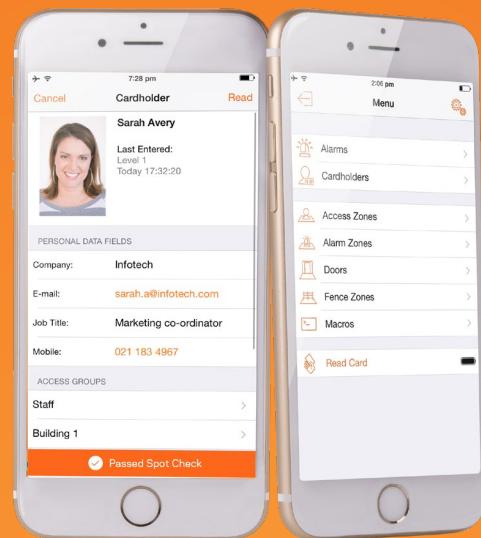 7:28 pm
Cancel Cardholder Read
Sarah Avery
Last Entered:
Level 1
Today 17:32:20
PERSONAL DATA FIELDS
Company: Infotech
E-mail: sarah.a@infotech.com
Job Title: Marketing co-ordinator
Mobile: 021 183 4967
ACCESS GROUPS
Staff
Building 1
Passed Spot Check
2:06 pm
Menu
Alarms
Cardholders
Access Zones
Alarm Zones
Doors
Fence Zones
Macros
Read Card